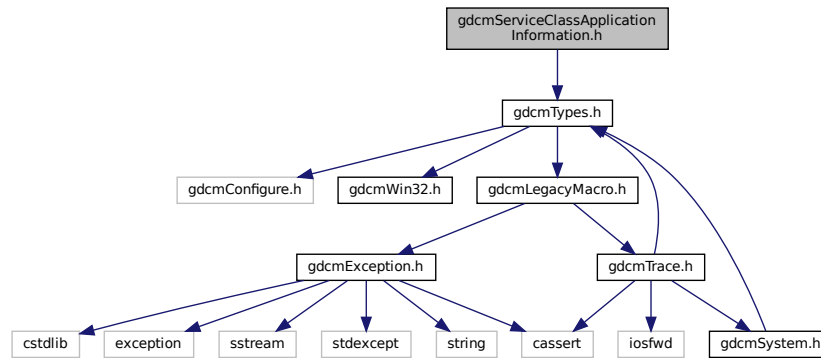 gdcmServiceClassApplication
Information.h
gdcmTypes.h
gdcmConfigure.h
gdcmWin32.h
gdcmLegacyMacro.h
gdcmException.h
gdcmTrace.h
cstdlib
exception
sstream
stdexcept
string
cassert
iosfwd
gdcmSystem.h